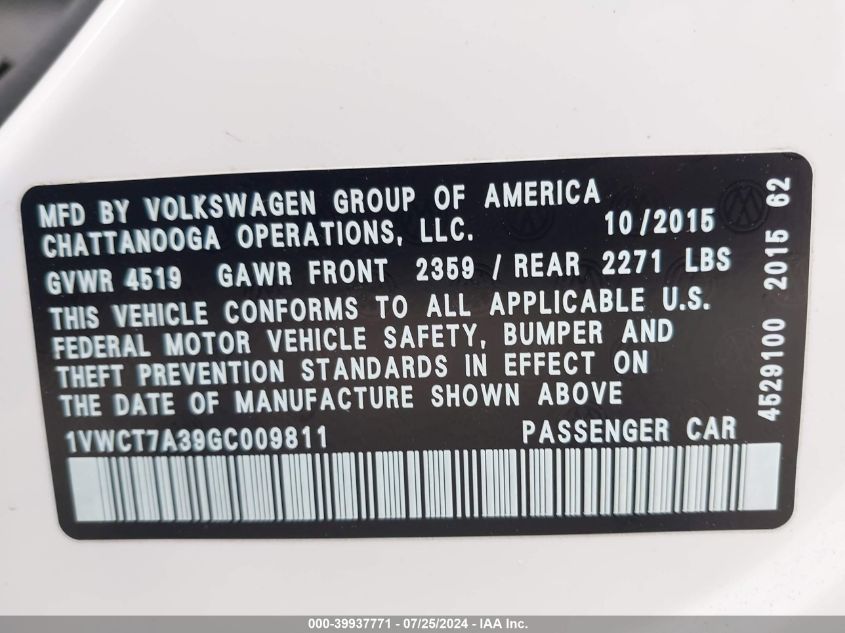 MFD BY VOLKSWAGEN GROUP OF AMERICA
CHATTANOOGA OPERATIONS, LLC. 10/2015
GVWR 4519 GAWR FRONT 2359 / REAR 2271 LBS
THIS VEHICLE CONFORMS TO ALL APPLICABLE U.S.
FEDERAL MOTOR VEHICLE SAFETY, BUMPER AND
THEFT PREVENTION STANDARDS IN EFFECT ON
THE DATE OF MANUFACTURE SHOWN ABOVE
1VWCT7A39GC009811 PASSENGER CAR
4529100 2015 62
000-39937771 - 07/25/2024 - IAA Inc.